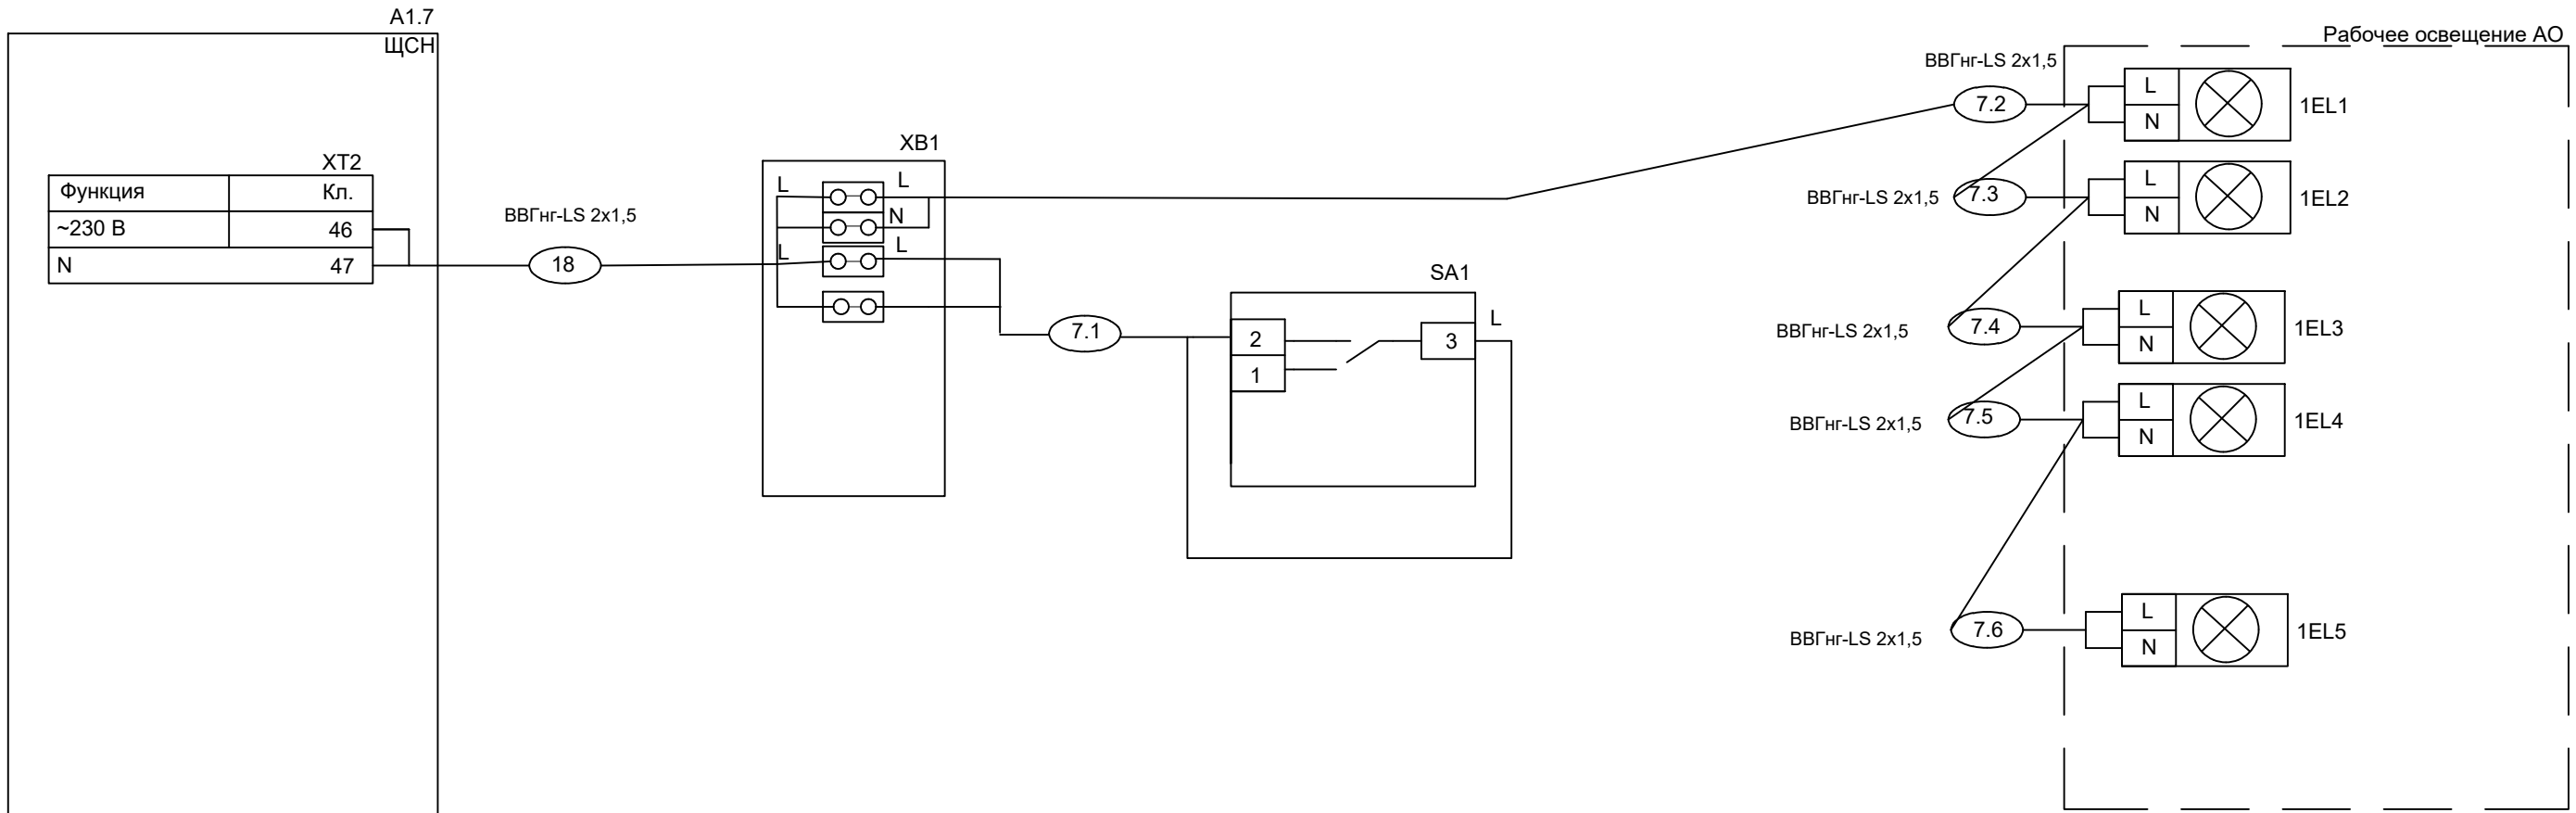 А1.7
ЩСН
XT2
Функция Кл.
~230 В 46
N 47
ВВГнг-LS 2х1,5
18
XB1
L L
N
L L
7.1
SA1
2 3 L
1
Рабочее освещение АО
ВВГнг-LS 2х1,5
7.2 L
N 1EL1
ВВГнг-LS 2х1,5 7.3 L
N 1EL2
ВВГнг-LS 2х1,5 7.4 L
N 1EL3
ВВГнг-LS 2х1,5 7.5 L
N 1EL4
ВВГнг-LS 2х1,5 7.6 L
N 1EL5